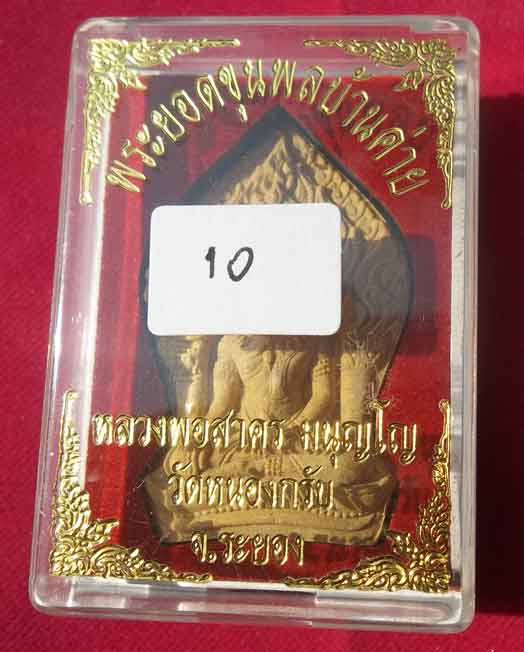 พระยอดขุนพลบ้านค่าย
10
หลวงพ่อสาคร มนุญโญ
วัดหนองกรับ
จ.ระยอง